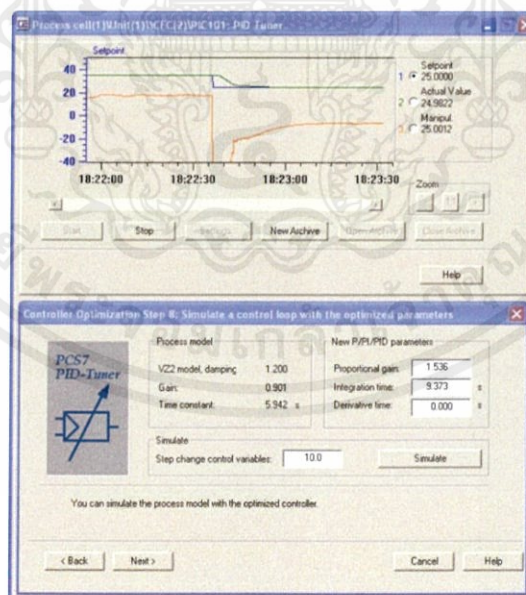 Process cell(1)\Unit(1)\\CFC(2)\PIC101: PID Tuner
Setpoint
40
20
0
-20
-40
18:22:00 18:22:30 18:23:00 18:23:30
Setpoint
1 25.0000
Actual Value
2 24.9822
Manipul.
3 25.0012
Zoom
Start Stop Settings New Archive Open Archive Close Archive
Help
Controller Optimization Step 8: Simulate a control loop with the optimized parameters
PCS7
PID-Tuner
Process model
VZ2 model, damping 1.200
Gain: 0.901
Time constant: 5.942 s
New P/PI/PID parameters
Proportional gain: 1.536
Integration time: 9.373 s
Derivative time: 0.000 s
Simulate
Step change control variables: 10.0 Simulate
You can simulate the process model with the optimized controller.
< Back Next > Cancel Help